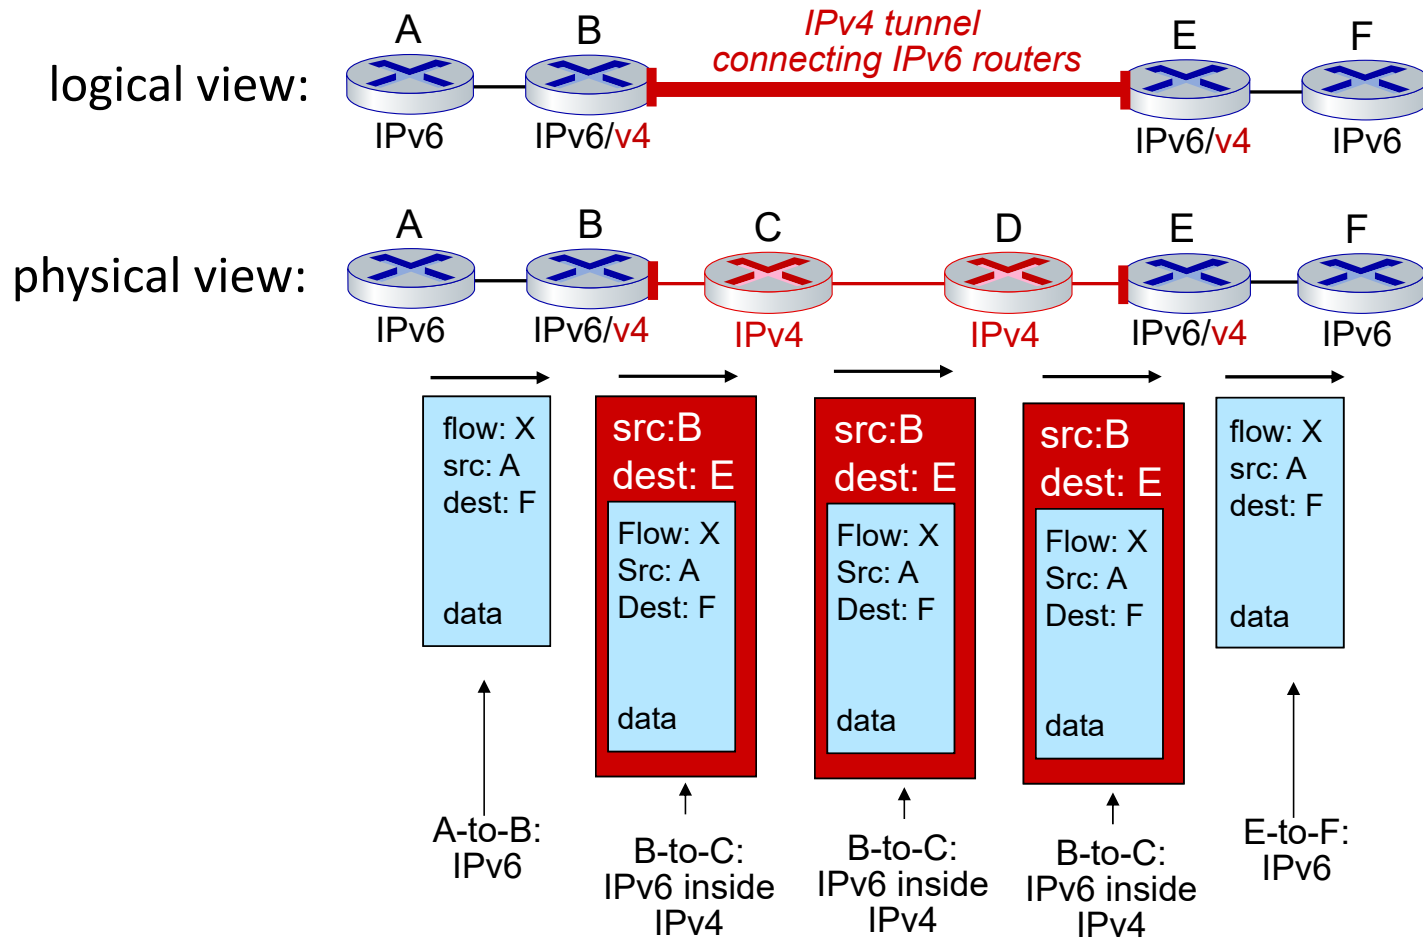 IPv4 tunnel
connecting IPv6 routers
logical view:
A
B
E
F
IPv6
IPv6/v4
IPv6/v4
IPv6
physical view:
A
B
C
D
E
F
IPv6
IPv6/v4
IPv4
IPv4
IPv6/v4
IPv6
flow: X
src: A
dest: F
data
src:B
dest: E
Flow: X
Src: A
Dest: F
data
src:B
dest: E
Flow: X
Src: A
Dest: F
data
src:B
dest: E
Flow: X
Src: A
Dest: F
data
flow: X
src: A
dest: F
data
A-to-B:
IPv6
B-to-C:
IPv6 inside
IPv4
B-to-C:
IPv6 inside
IPv4
B-to-C:
IPv6 inside
IPv4
E-to-F:
IPv6